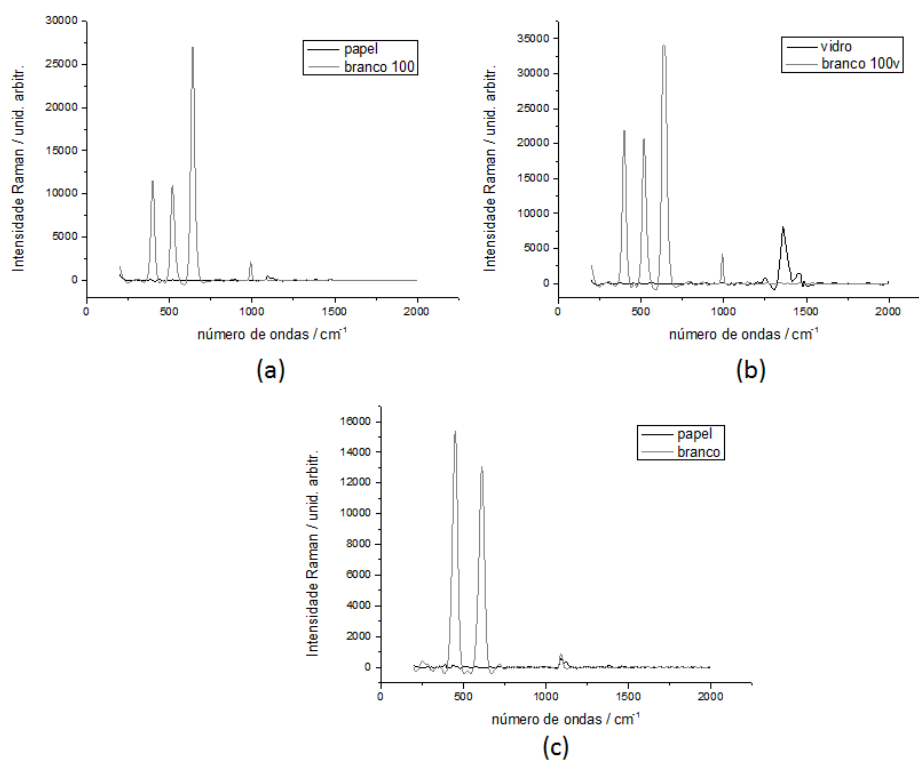 30000
25000
20000
15000
10000
5000
0
Intensidade Raman / unid. arbitr.
papel
branco 100
0
500
1000
1500
2000
número de ondas / cm⁻¹
(a)
35000
30000
25000
20000
15000
10000
5000
0
Intensidade Raman / unid. arbitr.
vidro
branco 100v
0
500
1000
1500
2000
número de ondas / cm⁻¹
(b)
16000
14000
12000
10000
8000
6000
4000
2000
0
Intensidade Raman / unid. arbitr.
papel
branco
0
500
1000
1500
2000
número de ondas / cm⁻¹
(c)